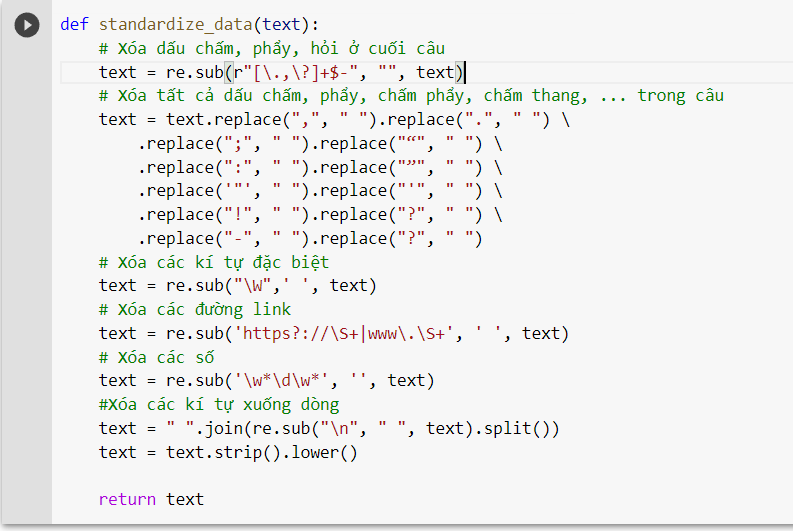 def standardize_data(text):
# Xóa dấu chấm, phẩy, hỏi ở cuối câu
text = re.sub(r"[\.,\?]+$-", "", text)
# Xóa tất cả dấu chấm, phẩy, chấm phẩy, chấm thang, ... trong câu
text = text.replace(",", " ").replace(".", " ") \
.replace(";", " ").replace("“", " ") \
.replace(":", " ").replace("”", " ") \
.replace('"', " ").replace("'", " ") \
.replace("!", " ").replace("?", " ") \
.replace("-", " ").replace("?", " ")
# Xóa các kí tự đặc biệt
text = re.sub("\W",' ', text)
# Xóa các đường link
text = re.sub('https?://\S+|www\.\S+', ' ', text)
# Xóa các số
text = re.sub('\w*\d\w*', '', text)
#Xóa các kí tự xuống dòng
text = " ".join(re.sub("\n", " ", text).split())
text = text.strip().lower()
return text